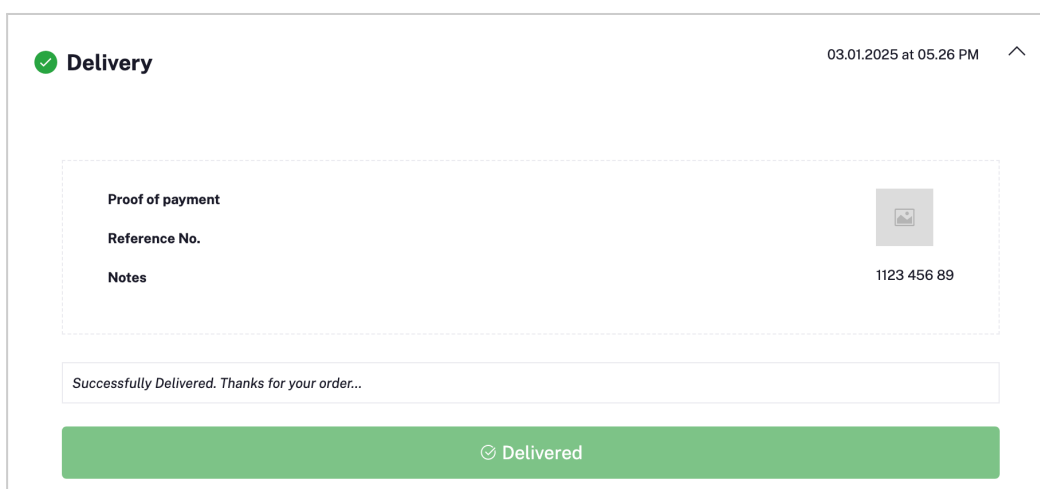 Delivery
03.01.2025 at 05.26 PM
Proof of payment
Reference No.
Notes
1123 456 89
Successfully Delivered. Thanks for your order...
Delivered